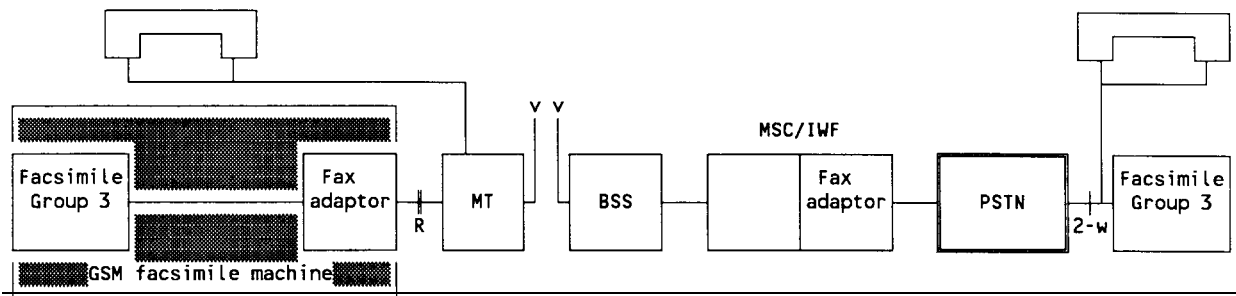 v v
MSC/IWF
Facsimile
Group 3
Fax
adaptor
R
MT
BSS
Fax
adaptor
PSTN
2-w
Facsimile
Group 3
GSM facsimile machine